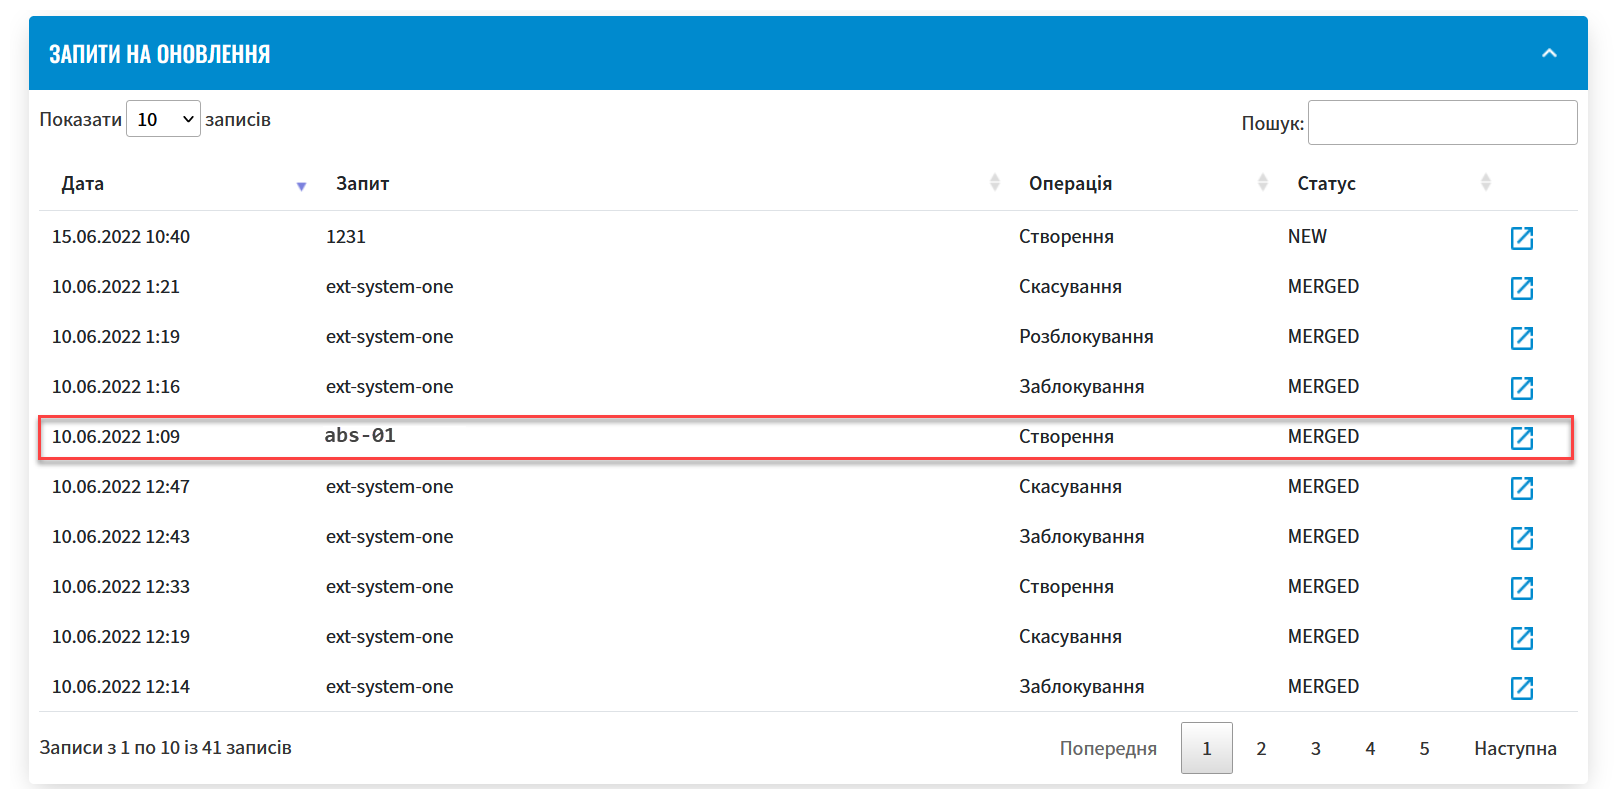 ЗАПИТИ НА ОНОВЛЕННЯ
Показати 10 записів Пошук:
Дата Запит Операція Статус
15.06.2022 10:40 1231 Створення NEW
10.06.2022 1:21 ext-system-one Скасування MERGED
10.06.2022 1:19 ext-system-one Розблокування MERGED
10.06.2022 1:16 ext-system-one Заблокування MERGED
10.06.2022 1:09 abs-01 Створення MERGED
10.06.2022 12:47 ext-system-one Скасування MERGED
10.06.2022 12:43 ext-system-one Заблокування MERGED
10.06.2022 12:33 ext-system-one Створення MERGED
10.06.2022 12:19 ext-system-one Скасування MERGED
10.06.2022 12:14 ext-system-one Заблокування MERGED
Записи з 1 по 10 із 41 записів Попередня 1 2 3 4 5 Наступна